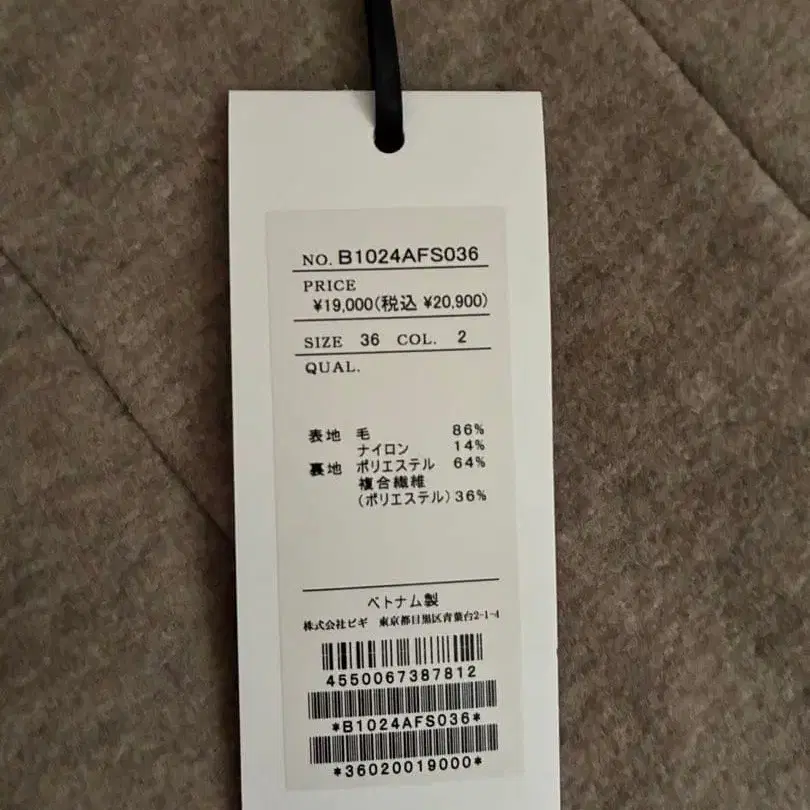 NO. B1024AFS036
PRICE
¥19,000(税込 ¥20,900)
SIZE 36 COL. 2
QUAL.
表地 毛 86%
ナイロン 14%
裏地 ポリエステル 64%
複合繊維
(ポリエステル) 36%
ベトナム製
株式会社ビギ 東京都目黒区青葉台2-1-4
4550067387812
*B1024AFS036*
*36020019000*